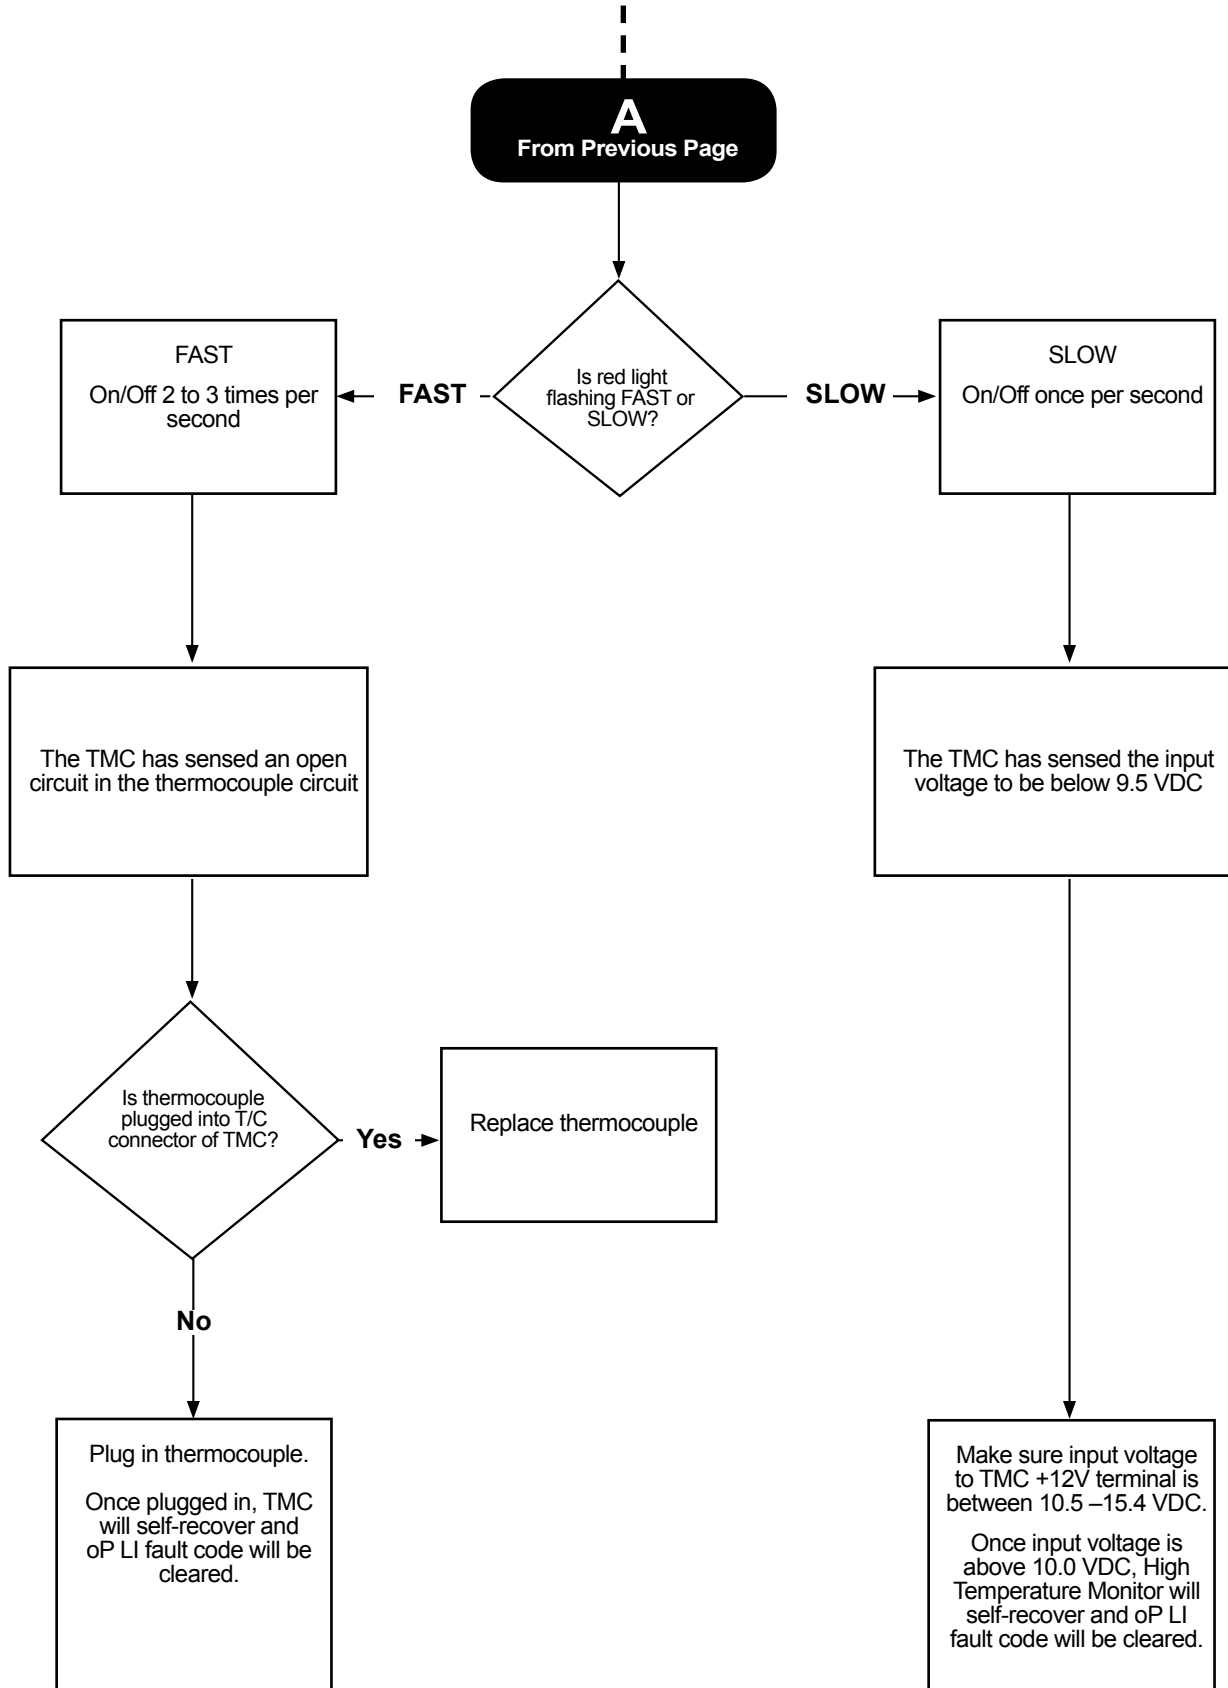 A
From Previous Page
Is red light
flashing FAST or
SLOW?
FAST
SLOW
FAST
On/Off 2 to 3 times per
second
SLOW
On/Off once per second
The TMC has sensed an open
circuit in the thermocouple circuit
The TMC has sensed the input
voltage to be below 9.5 VDC
Is thermocouple
plugged into T/C
connector of TMC?
Yes
Replace thermocouple
No
Plug in thermocouple.
Once plugged in, TMC
will self-recover and
oP LI fault code will be
cleared.
Make sure input voltage
to TMC +12V terminal is
between 10.5 –15.4 VDC.
Once input voltage is
above 10.0 VDC, High
Temperature Monitor will
self-recover and oP LI
fault code will be cleared.